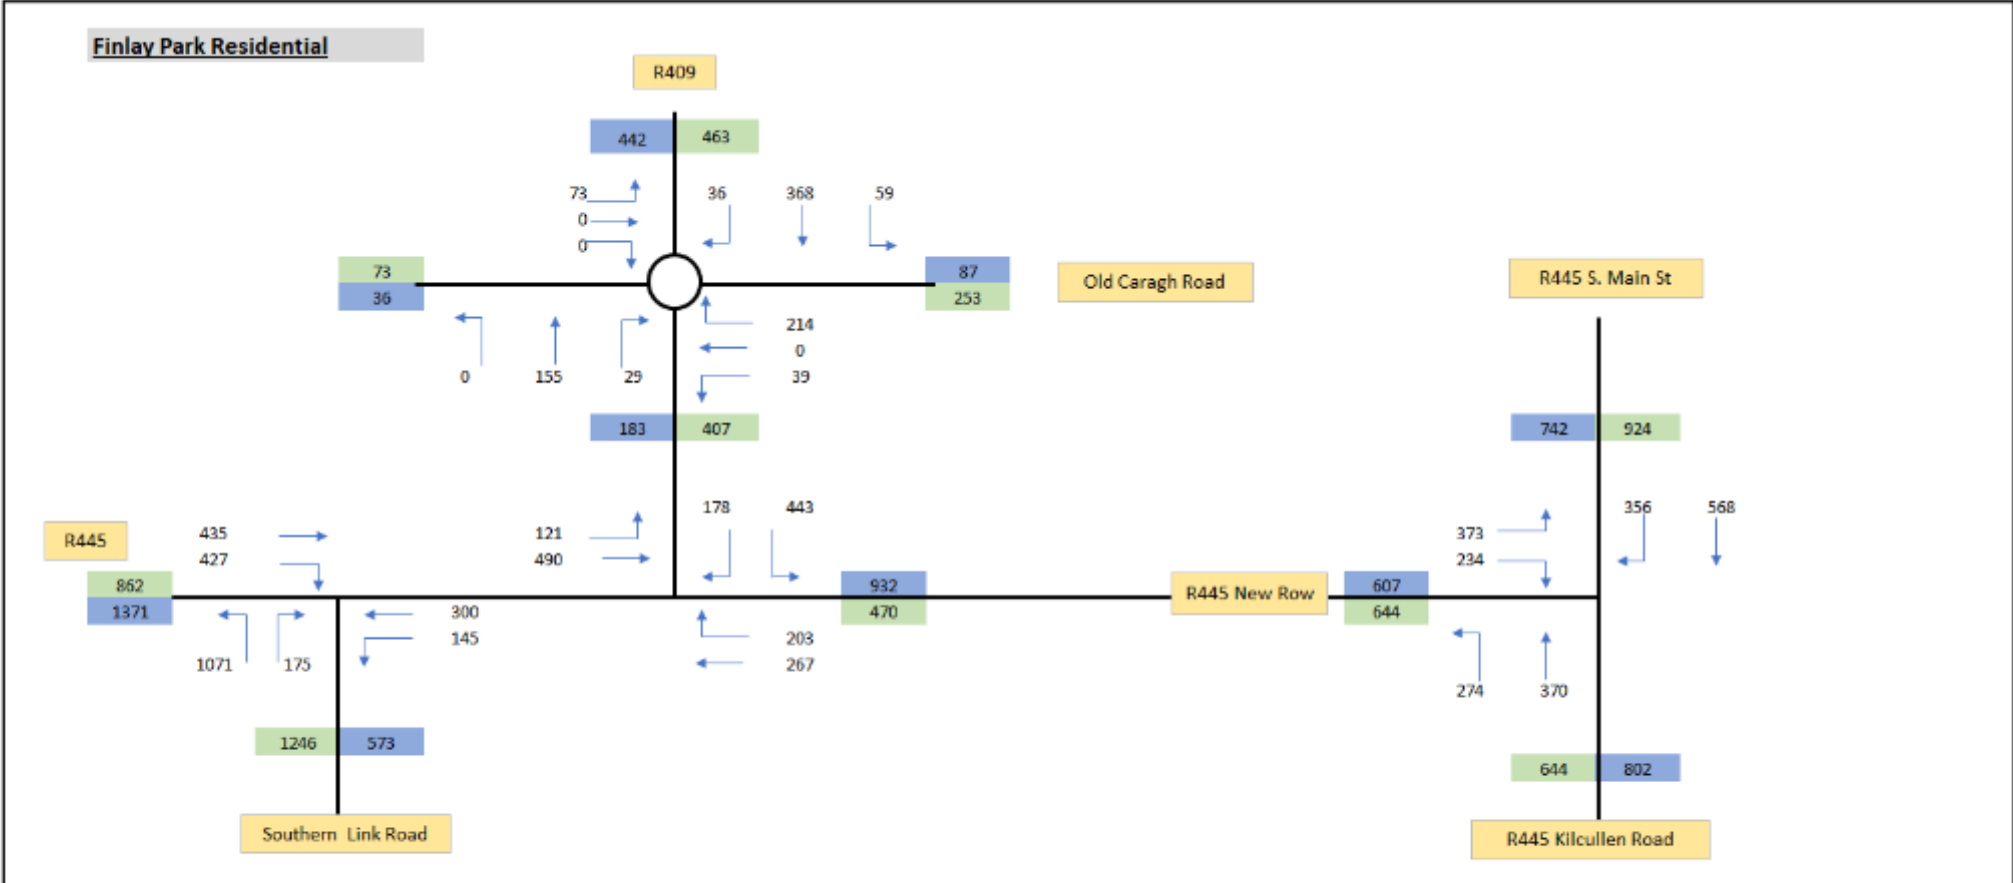 Finlay Park Residential
R409
442 463
73 36 368 59
0
0
73 87
36 253
Old Caragh Road
R445 S. Main St
214
0
0 155 29 39
183 407
742 924
178 443
356 568
R445
435 121
427 490
373
234
862 932
1371 470
R445 New Row
607
644
300
145
203
267
1071 175
274 370
1246 573
644 802
Southern Link Road
R445 Kilcullen Road